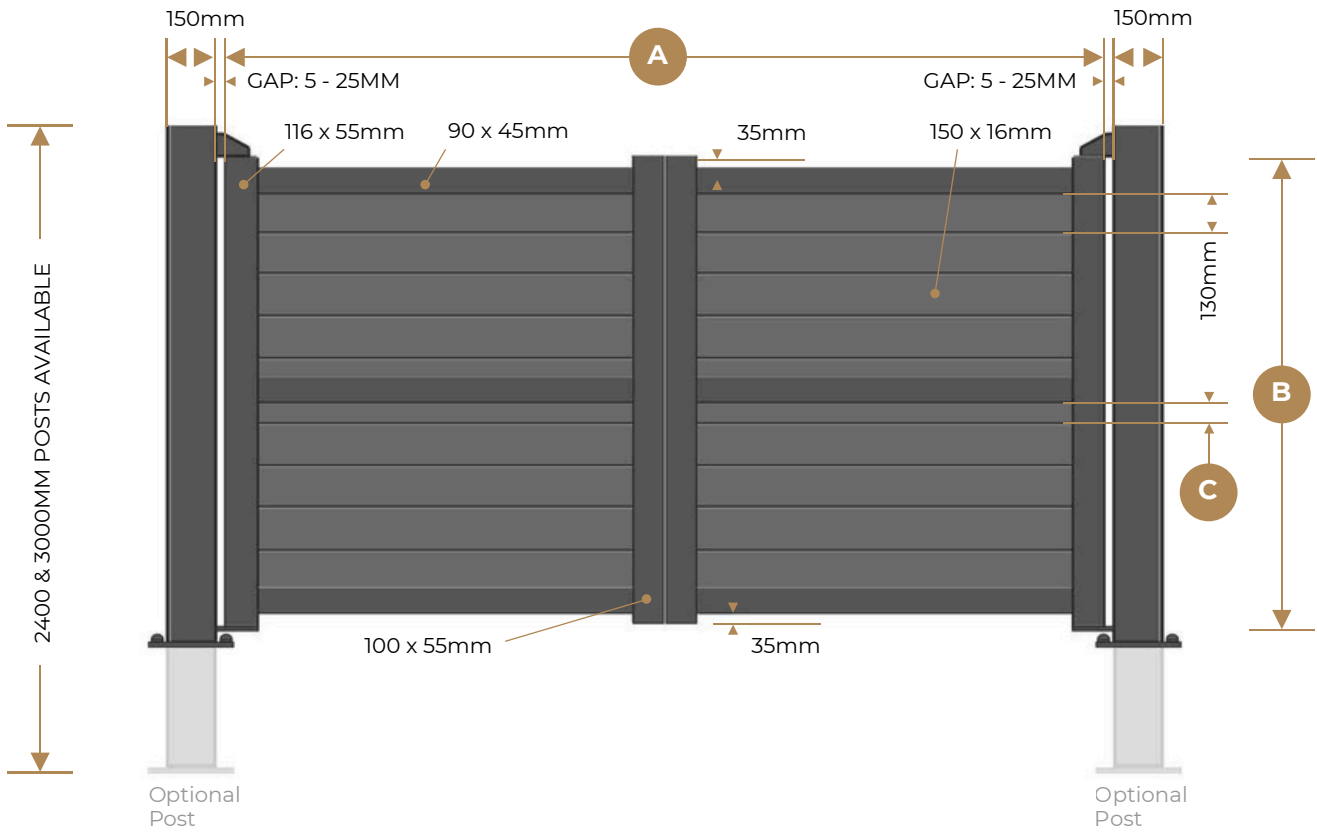 150mm
150mm
A
GAP: 5 - 25MM
GAP: 5 - 25MM
116 x 55mm
90 x 45mm
35mm
150 x 16mm
130mm
2400 & 3000MM POSTS AVAILABLE
B
C
100 x 55mm
35mm
Optional
Post
Optional
Post